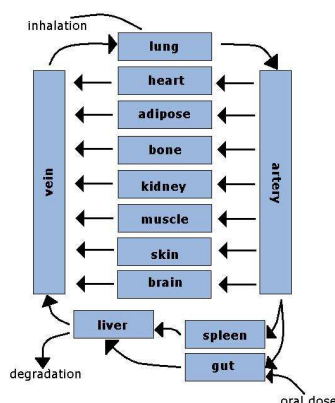 inhalation
lung
heart
adipose
bone
kidney
muscle
skin
brain
vein
artery
liver
spleen
gut
degradation
oral dose